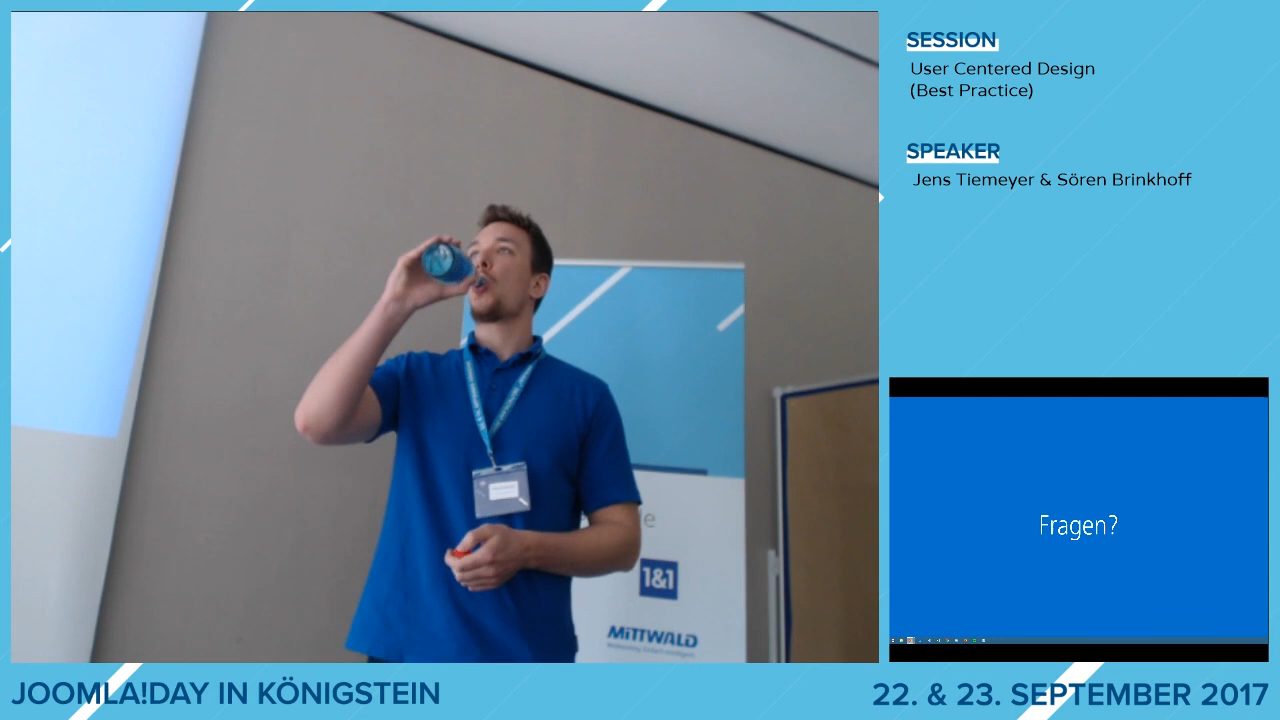 SESSION
User Centered Design
(Best Practice)
SPEAKER
Jens Tiemeyer & Sören Brinkhoff
1&1
MITTWALD
Fragen?
JOOMLA!DAY IN KÖNIGSTEIN
22. & 23. SEPTEMBER 2017